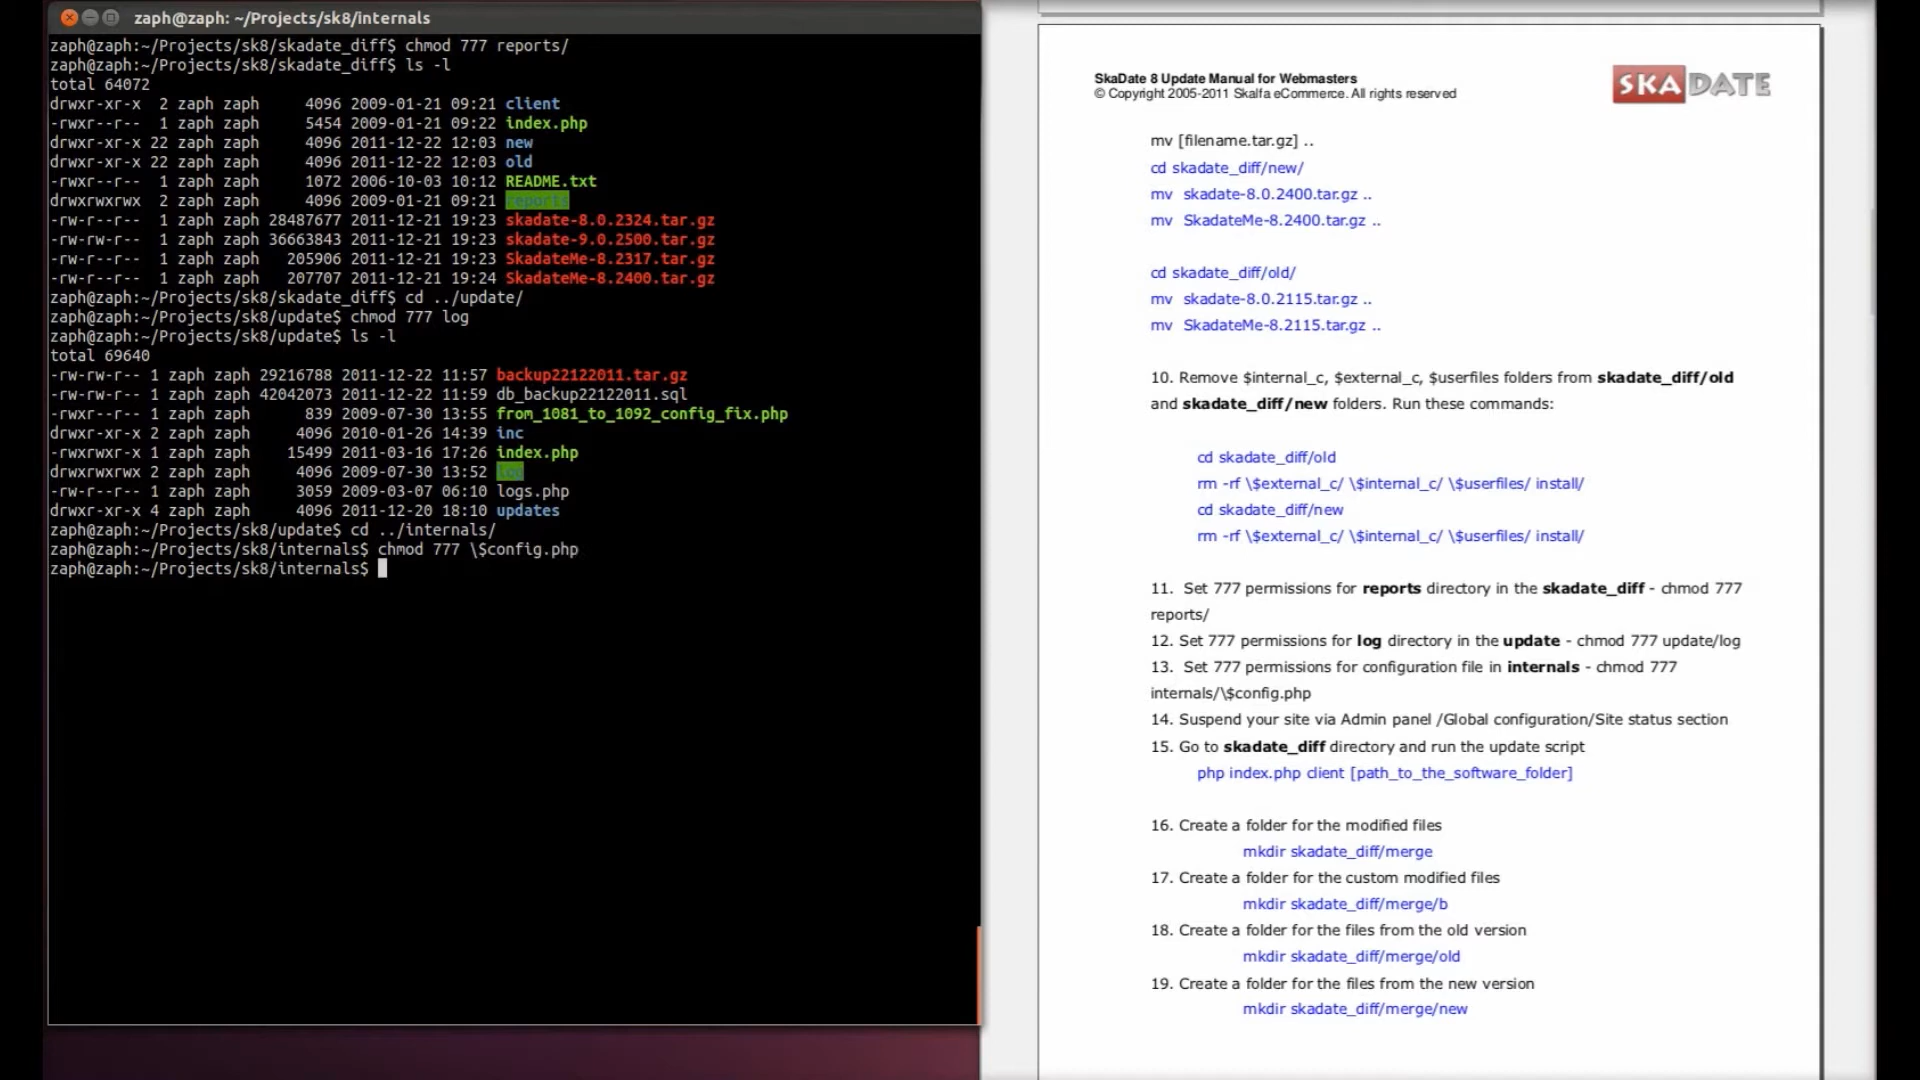 zaph@zaph: ~/Projects/sk8/internals
zaph@zaph:~/Projects/sk8/skadate_diff$ chmod 777 reports/
zaph@zaph:~/Projects/sk8/skadate_diff$ ls -l
total 64072
drwxr-xr-x  2 zaph zaph     4096 2009-01-21 09:21 client
-rwxr--r--  1 zaph zaph     5454 2009-01-21 09:22 index.php
drwxr-xr-x 22 zaph zaph     4096 2011-12-22 12:03 new
drwxr-xr-x 22 zaph zaph     4096 2011-12-22 12:03 old
-rwxr--r--  1 zaph zaph     1072 2006-10-03 10:12 README.txt
drwxrwxrwx  2 zaph zaph     4096 2009-01-21 09:21 reports
-rw-r--r--  1 zaph zaph 28487677 2011-12-21 19:23 skadate-8.0.2324.tar.gz
-rw-rw-r--  1 zaph zaph 36663843 2011-12-21 19:23 skadate-9.0.2500.tar.gz
-rw-r--r--  1 zaph zaph   205906 2011-12-21 19:23 SkadateMe-8.2317.tar.gz
-rw-r--r--  1 zaph zaph   207707 2011-12-21 19:24 SkadateMe-8.2400.tar.gz
zaph@zaph:~/Projects/sk8/skadate_diff$ cd ../update/
zaph@zaph:~/Projects/sk8/update$ chmod 777 log
zaph@zaph:~/Projects/sk8/update$ ls -l
total 69640
-rw-rw-r-- 1 zaph zaph 29216788 2011-12-22 11:57 backup22122011.tar.gz
-rw-rw-r-- 1 zaph zaph 42042073 2011-12-22 11:59 db_backup22122011.sql
-rwxr--r-- 1 zaph zaph      839 2009-07-30 13:55 from_1081_to_1092_config_fix.php
drwxr-xr-x 2 zaph zaph     4096 2010-01-26 14:39 inc
-rwxrwxr-x 1 zaph zaph    15499 2011-03-16 17:26 index.php
drwxrwxrwx 2 zaph zaph     4096 2009-07-30 13:52 log
-rw-r--r-- 1 zaph zaph     3059 2009-03-07 06:10 logs.php
drwxr-xr-x 4 zaph zaph     4096 2011-12-20 18:10 updates
zaph@zaph:~/Projects/sk8/update$ cd ../internals/
zaph@zaph:~/Projects/sk8/internals$ chmod 777 \$config.php
zaph@zaph:~/Projects/sk8/internals$
SkaDate 8 Update Manual for Webmasters
© Copyright 2005-2011 Skalfa eCommerce. All rights reserved
SKADATE
mv [filename.tar.gz] ..
cd skadate_diff/new/
mv  skadate-8.0.2400.tar.gz ..
mv  SkadateMe-8.2400.tar.gz ..
cd skadate_diff/old/
mv  skadate-8.0.2115.tar.gz ..
mv  SkadateMe-8.2115.tar.gz ..
10. Remove $internal_c, $external_c, $userfiles folders from skadate_diff/old
and skadate_diff/new folders. Run these commands:
cd skadate_diff/old
rm -rf \$external_c/ \$internal_c/ \$userfiles/ install/
cd skadate_diff/new
rm -rf \$external_c/ \$internal_c/ \$userfiles/ install/
11.  Set 777 permissions for reports directory in the skadate_diff - chmod 777
reports/
12. Set 777 permissions for log directory in the update - chmod 777 update/log
13.  Set 777 permissions for configuration file in internals - chmod 777
internals/\$config.php
14. Suspend your site via Admin panel /Global configuration/Site status section
15. Go to skadate_diff directory and run the update script
php index.php client [path_to_the_software_folder]
16. Create a folder for the modified files
mkdir skadate_diff/merge
17. Create a folder for the custom modified files
mkdir skadate_diff/merge/b
18. Create a folder for the files from the old version
mkdir skadate_diff/merge/old
19. Create a folder for the files from the new version
mkdir skadate_diff/merge/new